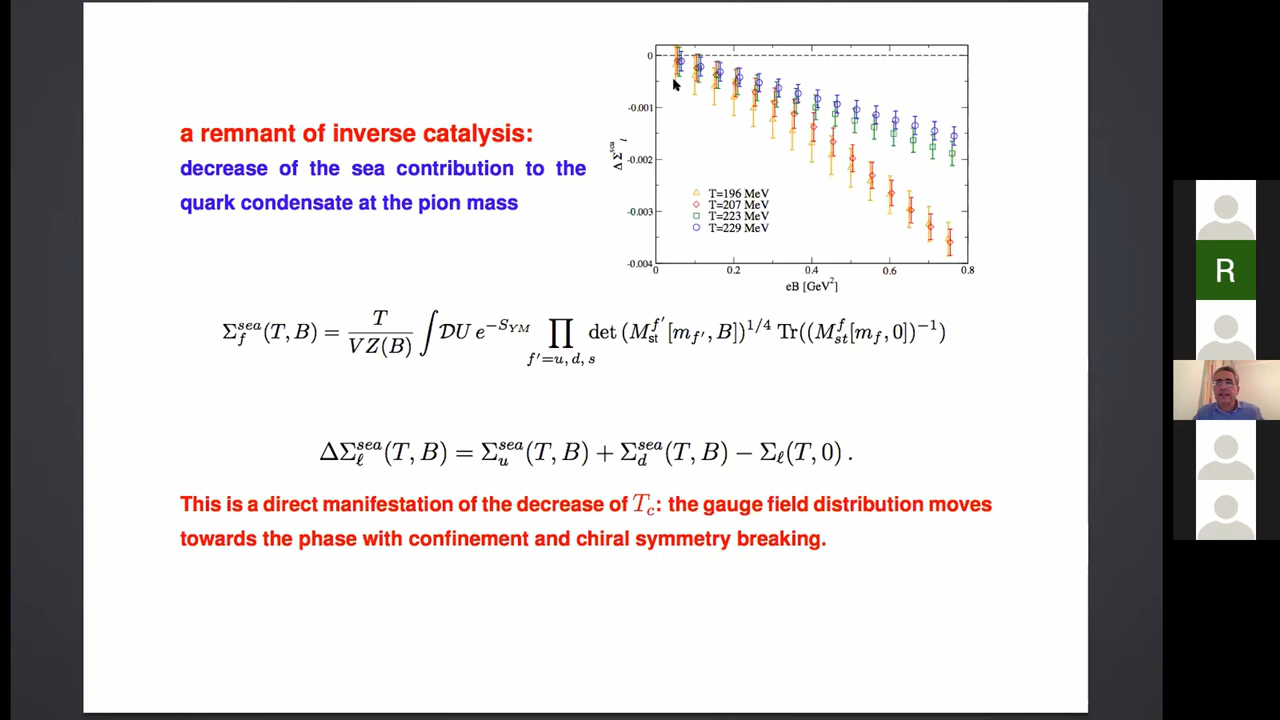 a remnant of inverse catalysis:
decrease of the sea contribution to the
quark condensate at the pion mass
0
-0.001
-0.002
-0.003
-0.004
ΔΣ_l^sea
T=196 MeV
T=207 MeV
T=223 MeV
T=229 MeV
0 0.2 0.4 0.6 0.8
eB [GeV²]
Σ_f^{sea}(T, B) = \frac{T}{VZ(B)} ∫ 𝒟U e^{-S_{YM}} ∏_{f'=u, d, s} det (M_{st}^{f'}[m_{f'}, B])^{1/4} Tr((M_{st}^{f}[m_f, 0])^{-1})
ΔΣ_ℓ^{sea}(T, B) = Σ_u^{sea}(T, B) + Σ_d^{sea}(T, B) − Σ_ℓ(T, 0) .
This is a direct manifestation of the decrease of T_c: the gauge field distribution moves
towards the phase with confinement and chiral symmetry breaking.
R